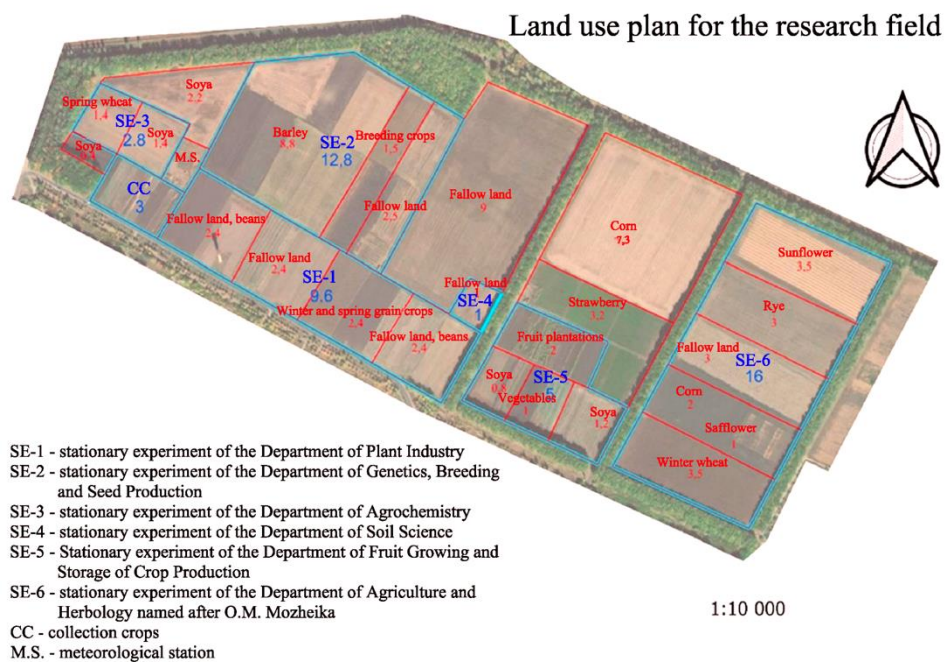 Land use plan for the research field
Soya
2,2
Spring wheat
1,4
SE-3
2.8
Soya
1,4
Soya
M.S.
CC
3
Barley
8,8
SE-2
12,8
Breeding crops
1,5
Fallow land
2,5
Fallow land, beans
2,4
Fallow land
2,4
SE-1
9.6
Winter and spring grain crops
2,4
Fallow land, beans
2,4
Fallow land
9
Fallow land
1
SE-4
1
Corn
7,3
Strawberry
3,2
Fruit plantations
2
Soya
0,8
SE-5
5
Vegetables
1
Soya
1,2
Sunflower
3,5
Rye
3
Fallow land
3
SE-6
16
Corn
2
Safflower
1
Winter wheat
3,5
SE-1 - stationary experiment of the Department of Plant Industry
SE-2 - stationary experiment of the Department of Genetics, Breeding
and Seed Production
SE-3 - stationary experiment of the Department of Agrochemistry
SE-4 - stationary experiment of the Department of Soil Science
SE-5 - Stationary experiment of the Department of Fruit Growing and
Storage of Crop Production
SE-6 - stationary experiment of the Department of Agriculture and
Herbology named after O.M. Mozheika
CC - collection crops
M.S. - meteorological station
1:10 000